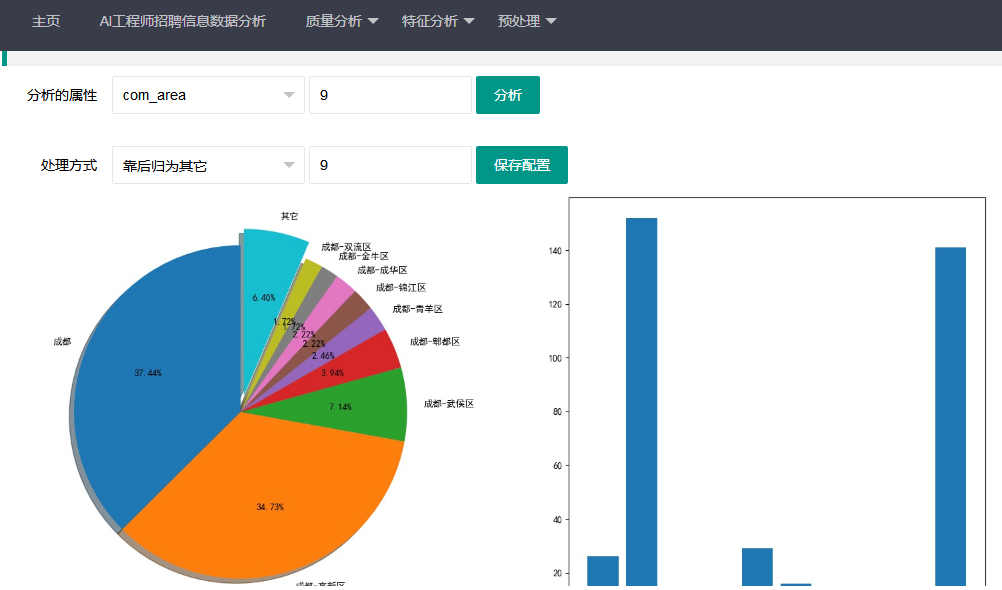 主页 AI工程师招聘信息数据分析 质量分析 特征分析 预处理
分析的属性 com_area 9 分析
处理方式 靠后归为其它 9 保存配置
其它
成都-双流区
成都-金牛区
成都-成华区
成都-锦江区
成都-青羊区
成都-郫都区
成都-武侯区
成都
成都-高新区
6.40%
1.72%
1.72%
2.22%
2.22%
2.46%
3.94%
7.14%
37.44%
34.73%
140
120
100
80
60
40
20